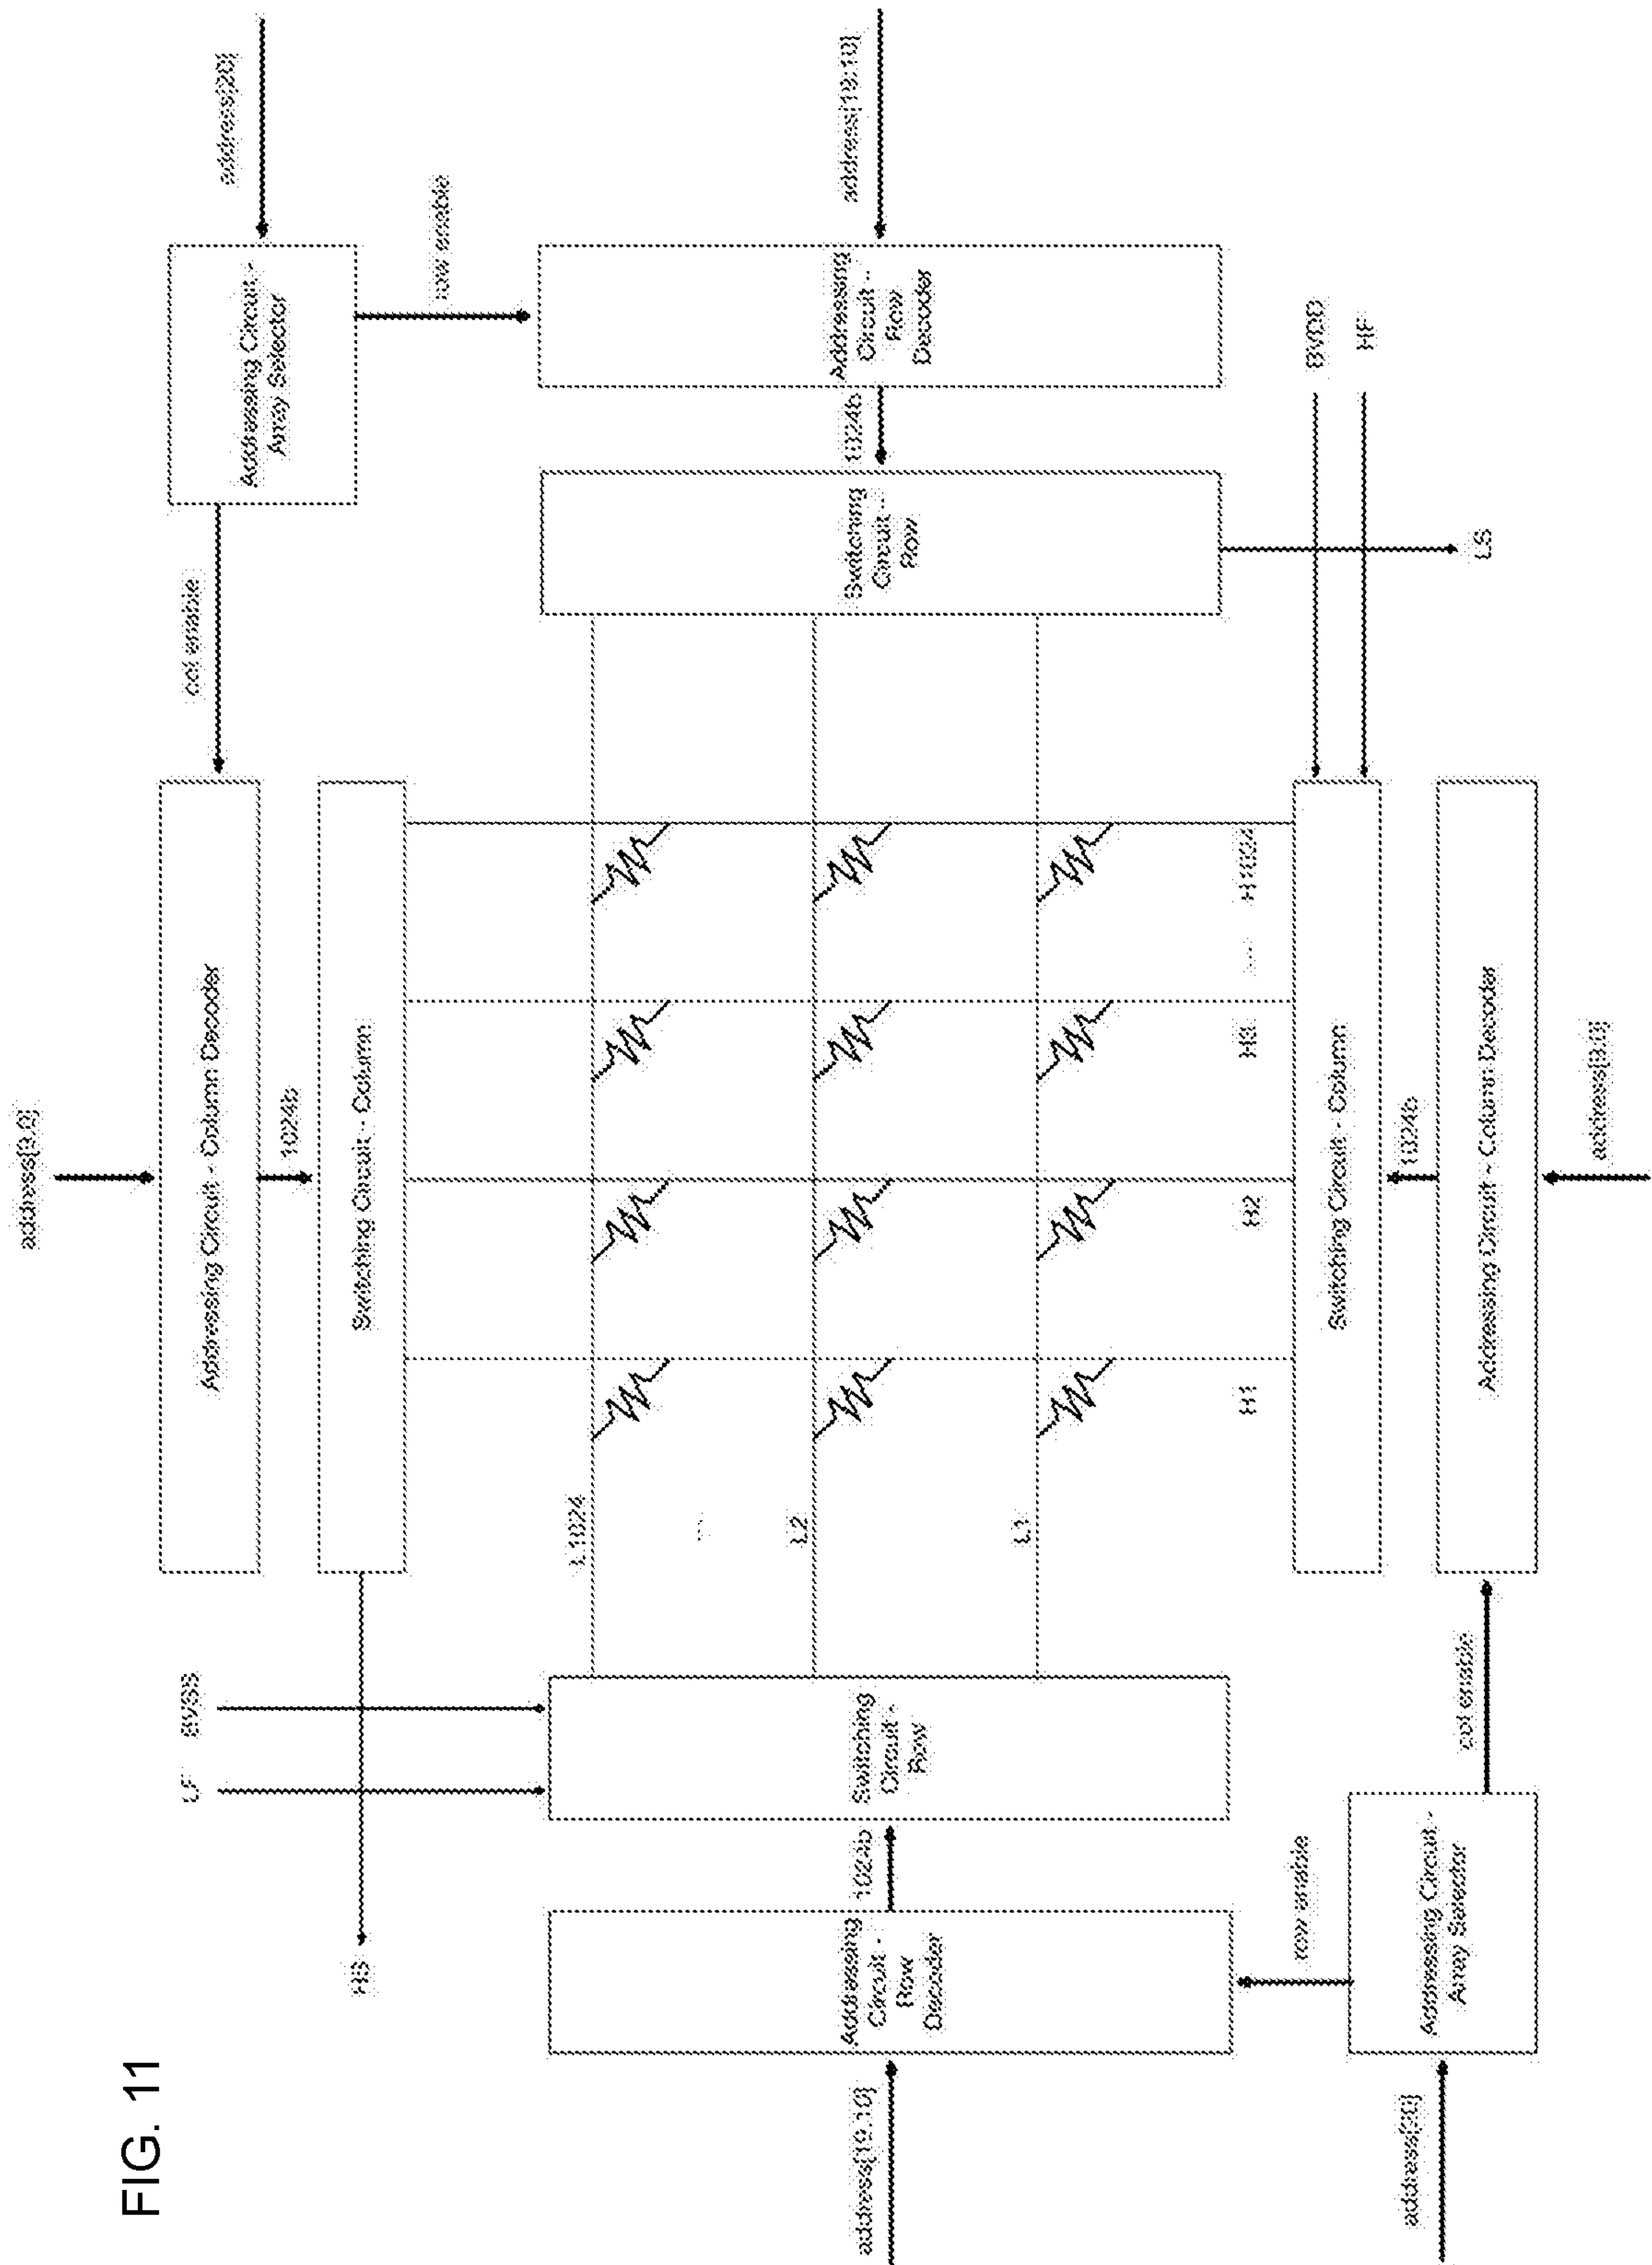 FIG. 11
address[9:0]
LF
BVSS
Addressing Circuit - Column Decoder
col enable
address[20]
Addressing Circuit -
Array Selector
1024b
HS
Switching Circuit - Column
row enable
L1024
L2
L1
address[19:10]
Addressing
Circuit -
Row
Decoder
1024b
Switching
Circuit -
Row
Switching
Circuit -
Row
1024b
Addressing
Circuit -
Row
Decoder
address[19:10]
H1
H2
H3
...
H1024
row enable
BVDD
HF
Switching Circuit - Column
1024b
LS
address[20]
Addressing Circuit -
Array Selector
col enable
Addressing Circuit - Column Decoder
address[9:0]